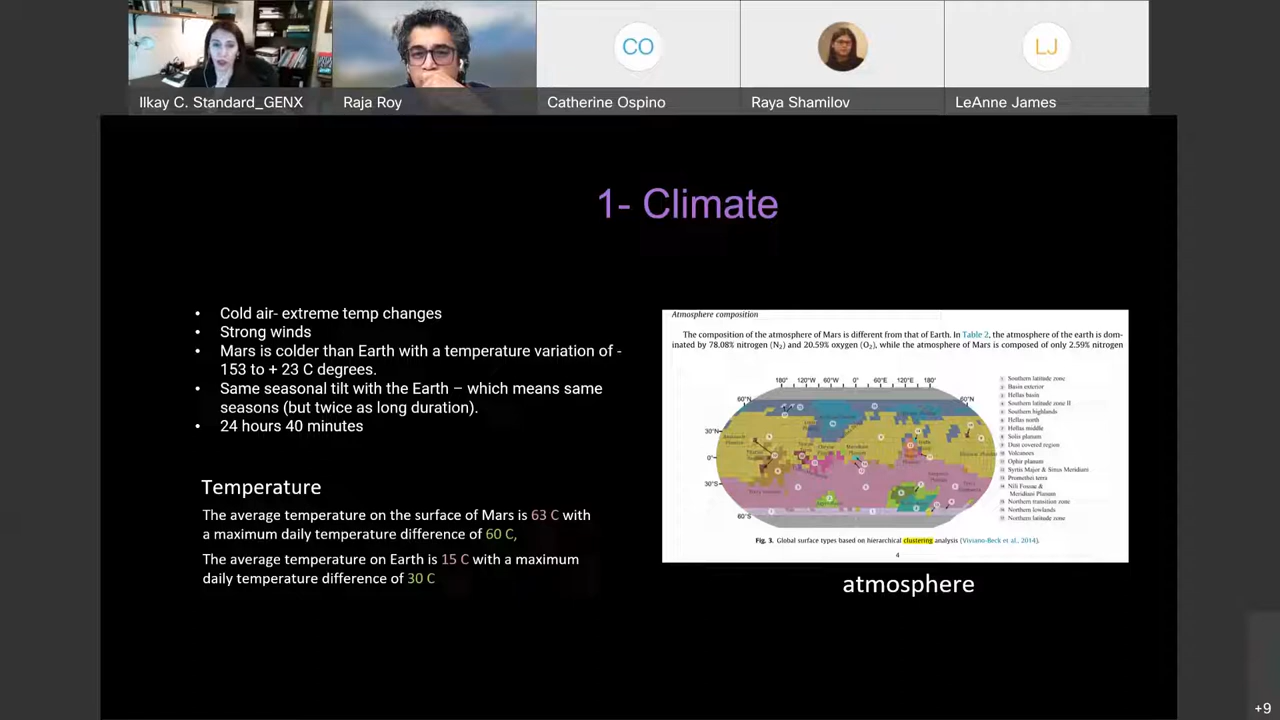 CO
LJ
Ilkay C. Standard_GENX
Raja Roy
Catherine Ospino
Raya Shamilov
LeAnne James
1- Climate
• Cold air- extreme temp changes
• Strong winds
• Mars is colder than Earth with a temperature variation of -
153 to + 23 C degrees.
• Same seasonal tilt with the Earth – which means same
seasons (but twice as long duration).
• 24 hours 40 minutes
Temperature
The average temperature on the surface of Mars is 63 C with
a maximum daily temperature difference of 60 C,
The average temperature on Earth is 15 C with a maximum
daily temperature difference of 30 C
Atmosphere composition
The composition of the atmosphere of Mars is different from that of Earth. In Table 2, the atmosphere of the earth is dom-
inated by 78.08% nitrogen (N2) and 20.59% oxygen (O2), while the atmosphere of Mars is composed of only 2.59% nitrogen
180° 120°W 60°W 0° 60°E 120°E 180°
60°N 60°N
30°N
0°
30°S
60°S
Southern latitude zone
Basin exterior
Hellas basin
Southern latitude zone II
Southern highlands
Hellas north
Hellas middle
Solis planum
Dust covered region
Volcanoes
Ophir planum
Syrtis Major & Sinus Meridiani
Promethei terra
Nili Fossae &
Meridiani Planum
Northern transition zone
Northern lowlands
Northern latitude zone
Fig. 3. Global surface types based on hierarchical clustering analysis (Viviano-Beck et al., 2014).
4
atmosphere
+9